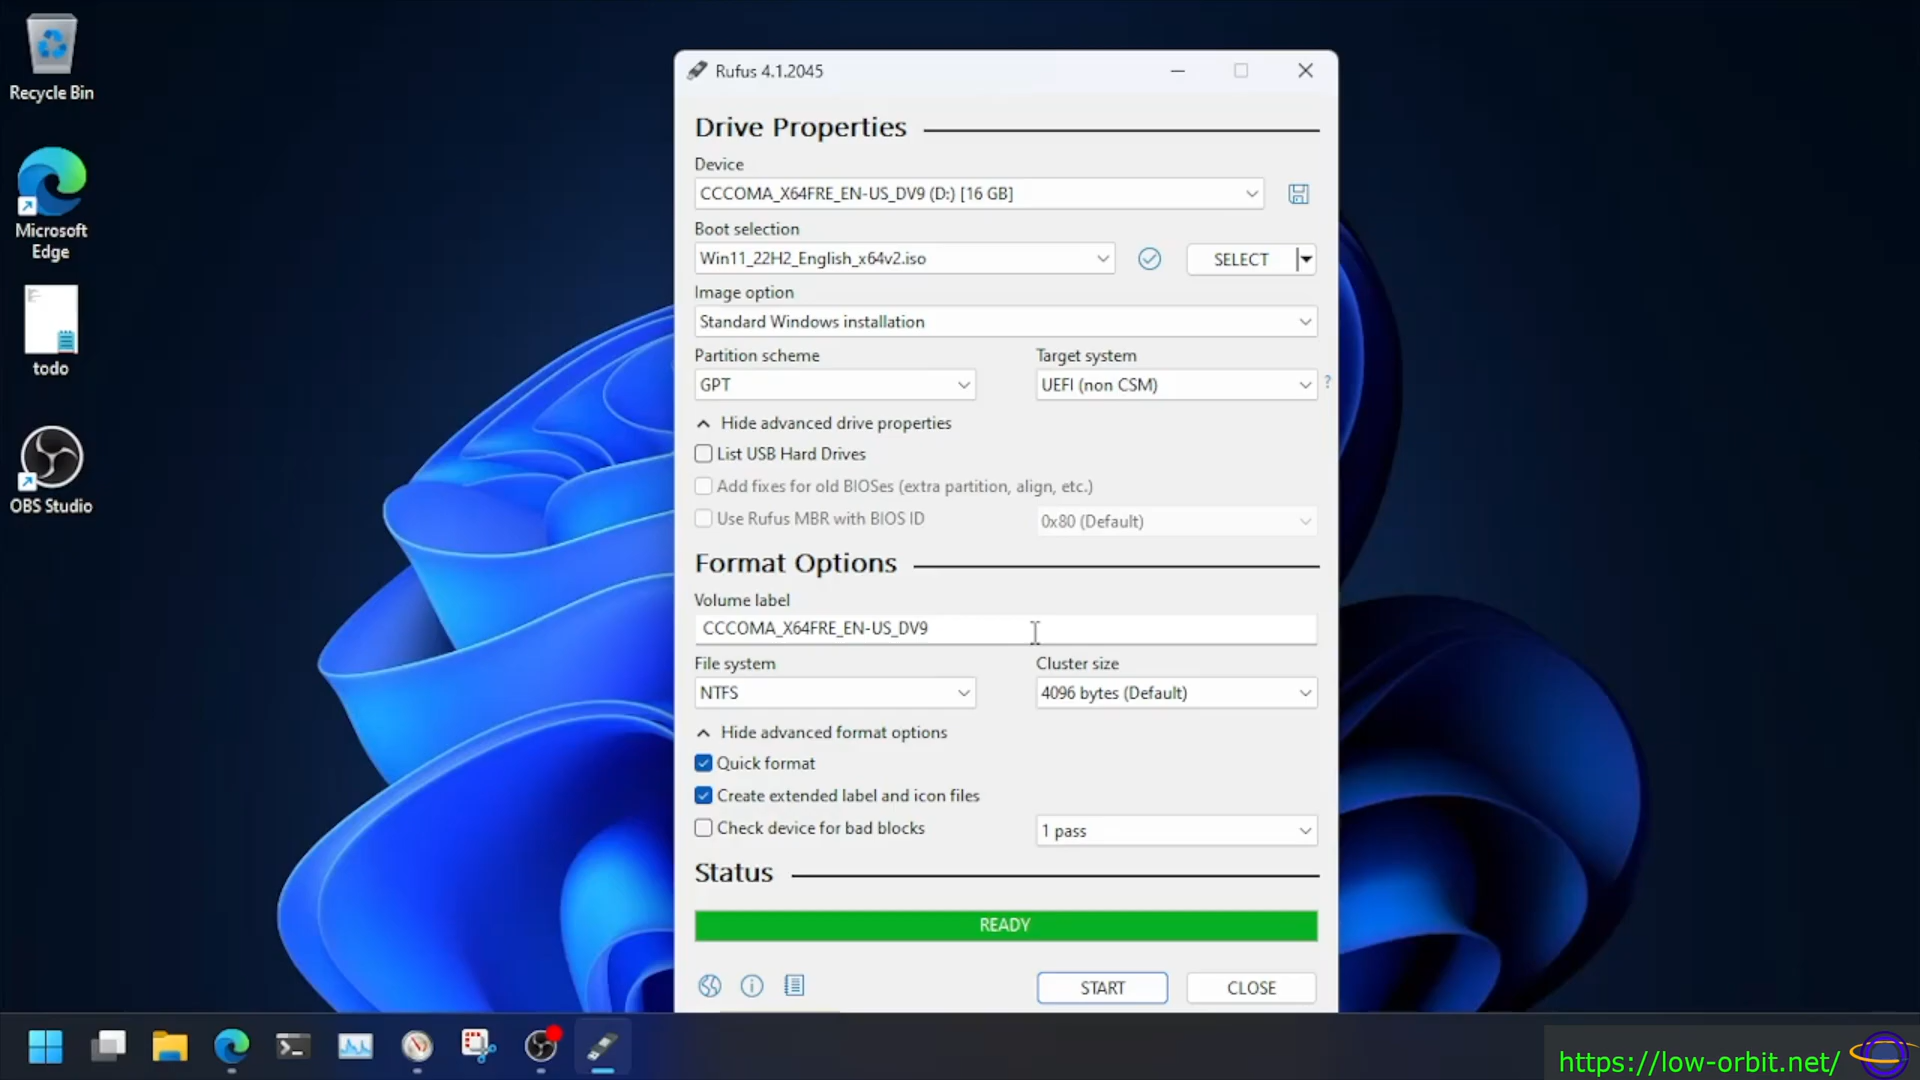 Recycle Bin
Microsoft
Edge
todo
OBS Studio
Rufus 4.1.2045
Drive Properties
Device
CCCOMA_X64FRE_EN-US_DV9 (D:) [16 GB]
Boot selection
Win11_22H2_English_x64v2.iso
SELECT
Image option
Standard Windows installation
Partition scheme
Target system
GPT
UEFI (non CSM)
?
Hide advanced drive properties
List USB Hard Drives
Add fixes for old BIOSes (extra partition, align, etc.)
Use Rufus MBR with BIOS ID
0x80 (Default)
Format Options
Volume label
CCCOMA_X64FRE_EN-US_DV9
File system
Cluster size
NTFS
4096 bytes (Default)
Hide advanced format options
Quick format
Create extended label and icon files
Check device for bad blocks
1 pass
Status
READY
START
CLOSE
https://low-orbit.net/